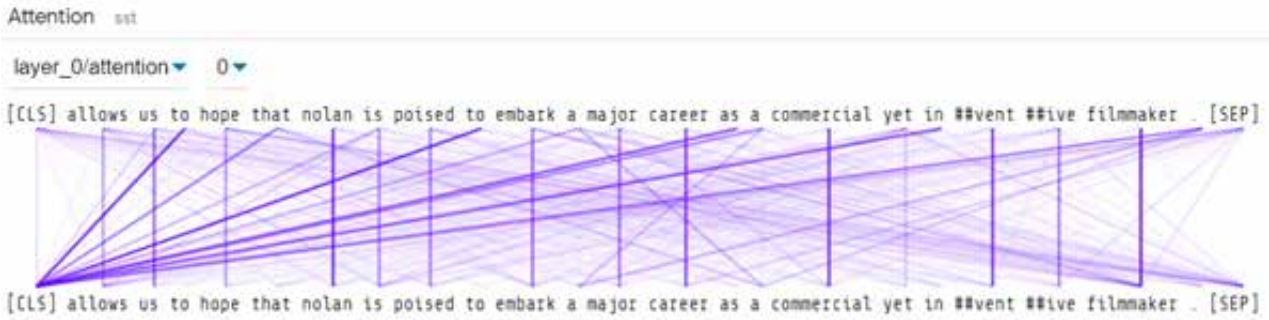 Attention sst
layer_0/attention 0
[CLS] allows us to hope that nolan is poised to embark a major career as a commercial yet in ##vent ##ive filmmaker . [SEP]
[CLS] allows us to hope that nolan is poised to embark a major career as a commercial yet in ##vent ##ive filmmaker . [SEP]